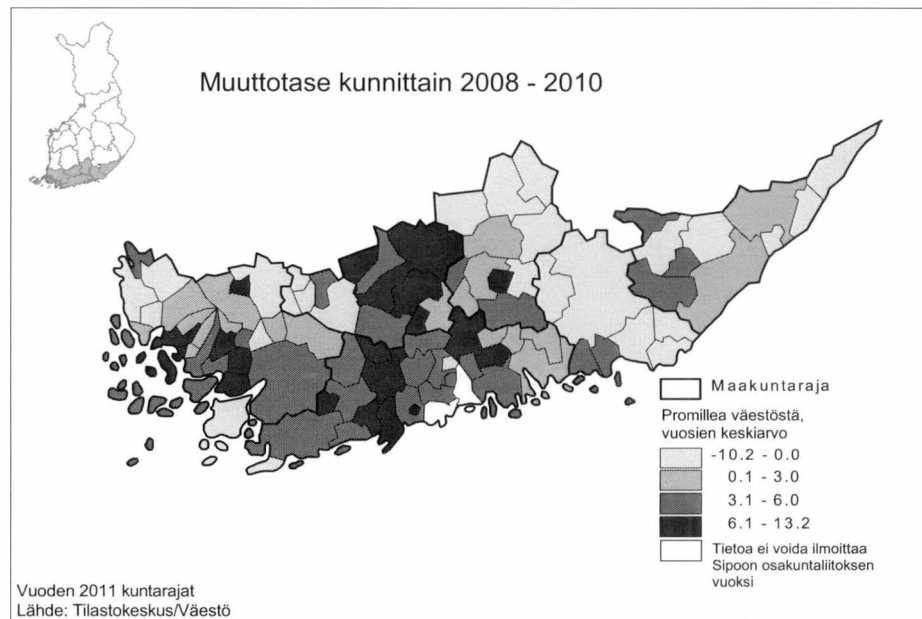 Muuttotase kunnittain 2008 - 2010
Maakuntaraja
Promillea väestöstä,
vuosien keskiarvo
-10.2 - 0.0
0.1 - 3.0
3.1 - 6.0
6.1 - 13.2
Tietoa ei voida ilmoittaa
Sipoon osakuntaliitoksen
vuoksi
Vuoden 2011 kuntarajat
Lähde: Tilastokeskus/Väestö